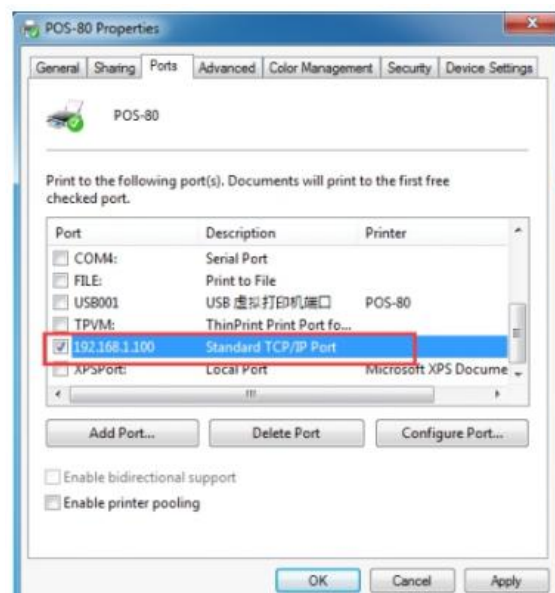 POS-80 Properties
General Sharing Ports Advanced Color Management Security Device Settings
POS-80
Print to the following port(s). Documents will print to the first free
checked port.
Port Description Printer
COM4: Serial Port
FILE: Print to File
USB001 USB 虚拟打印机端口 POS-80
TPVM: ThinPrint Print Port fo...
192.168.1.100 Standard TCP/IP Port
XPSPort: Local Port Microsoft XPS Docume
Add Port... Delete Port Configure Port...
Enable bidirectional support
Enable printer pooling
OK Cancel Apply